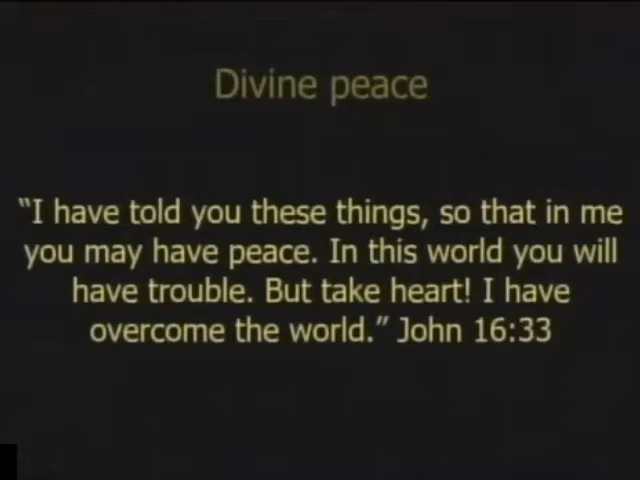 Divine peace
“I have told you these things, so that in me
you may have peace. In this world you will
have trouble. But take heart! I have
overcome the world.” John 16:33